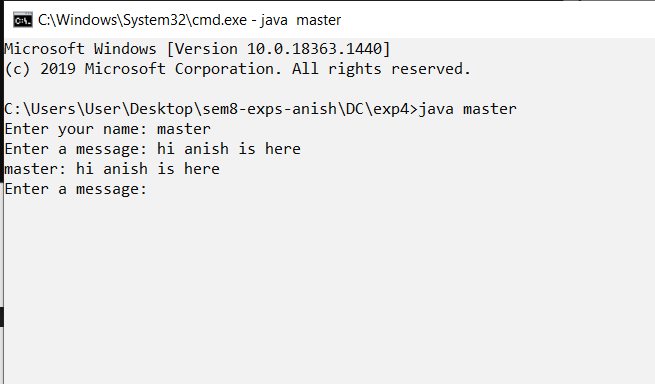 C:\Windows\System32\cmd.exe - java  master
Microsoft Windows [Version 10.0.18363.1440]
(c) 2019 Microsoft Corporation. All rights reserved.
C:\Users\User\Desktop\sem8-exps-anish\DC\exp4>java master
Enter your name: master
Enter a message: hi anish is here
master: hi anish is here
Enter a message: